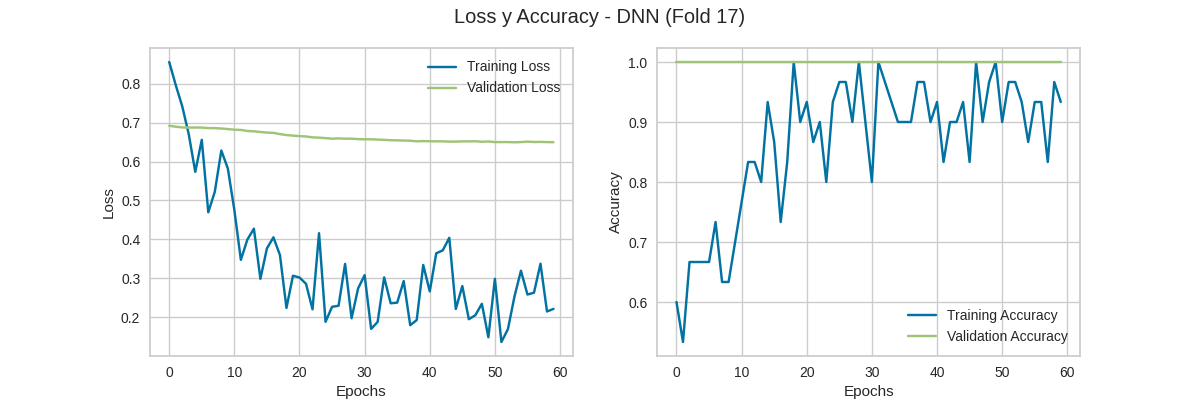 Loss y Accuracy - DNN (Fold 17)
Loss
0.8
0.7
0.6
0.5
0.4
0.3
0.2
Training Loss
Validation Loss
0 10 20 30 40 50 60
Epochs
Accuracy
1.0
0.9
0.8
0.7
0.6
Training Accuracy
Validation Accuracy
0 10 20 30 40 50 60
Epochs